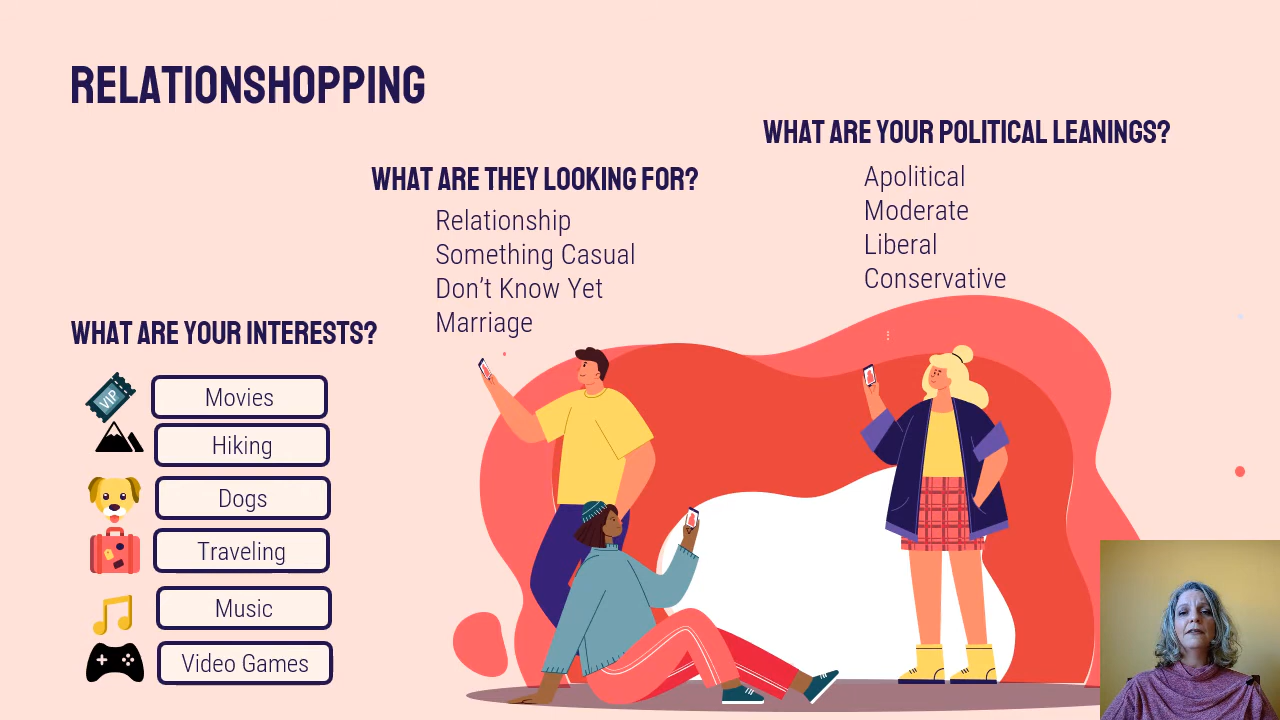 RELATIONSHOPPING
WHAT ARE YOUR POLITICAL LEANINGS?
Apolitical
Moderate
Liberal
Conservative
WHAT ARE THEY LOOKING FOR?
Relationship
Something Casual
Don't Know Yet
Marriage
WHAT ARE YOUR INTERESTS?
VIP
Movies
Hiking
Dogs
Traveling
Music
Video Games